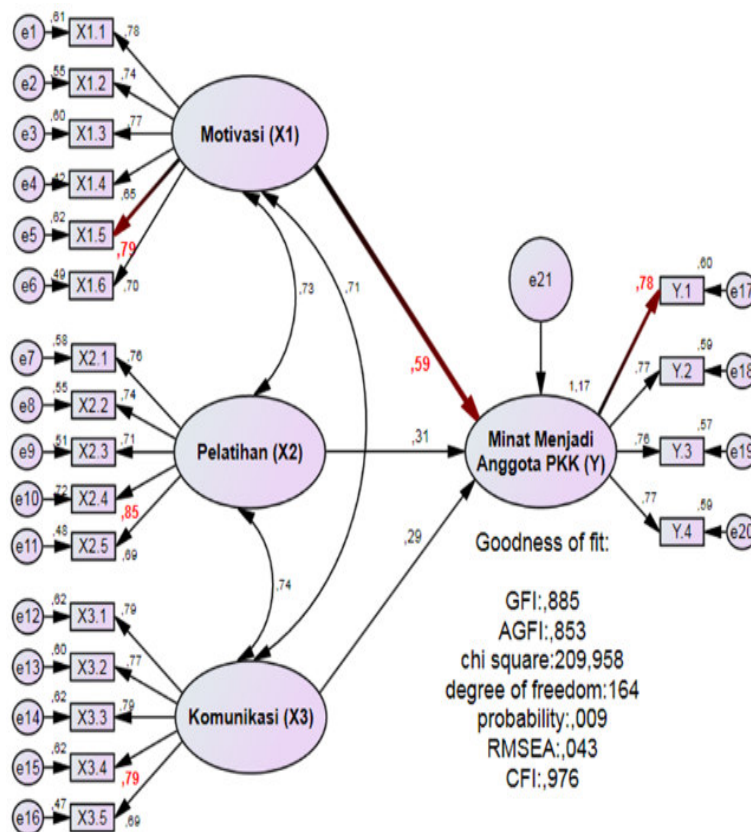 e1 ,61 X1.1 ,78
e2 ,55 X1.2 ,74
e3 ,60 X1.3 ,77
e4 ,42 X1.4 ,65
e5 ,62 X1.5 ,79
e6 ,49 X1.6 ,70
Motivasi (X1)
,73
,71
,59
e21
1,17
e7 ,58 X2.1 ,76
e8 ,55 X2.2 ,74
e9 ,51 X2.3 ,71
e10 ,72 X2.4 ,85
e11 ,48 X2.5 ,69
Pelatihan (X2)
,31
,74
,29
Minat Menjadi
Anggota PKK (Y)
,78 Y.1 ,60 e17
,77 Y.2 ,59 e18
,76 Y.3 ,57 e19
,77 Y.4 ,59 e20
e12 ,62 X3.1 ,79
e13 ,60 X3.2 ,77
e14 ,62 X3.3 ,79
e15 ,62 X3.4 ,79
e16 ,47 X3.5 ,69
Komunikasi (X3)
Goodness of fit:
GFI:,885
AGFI:,853
chi square:209,958
degree of freedom:164
probability:,009
RMSEA:,043
CFI:,976